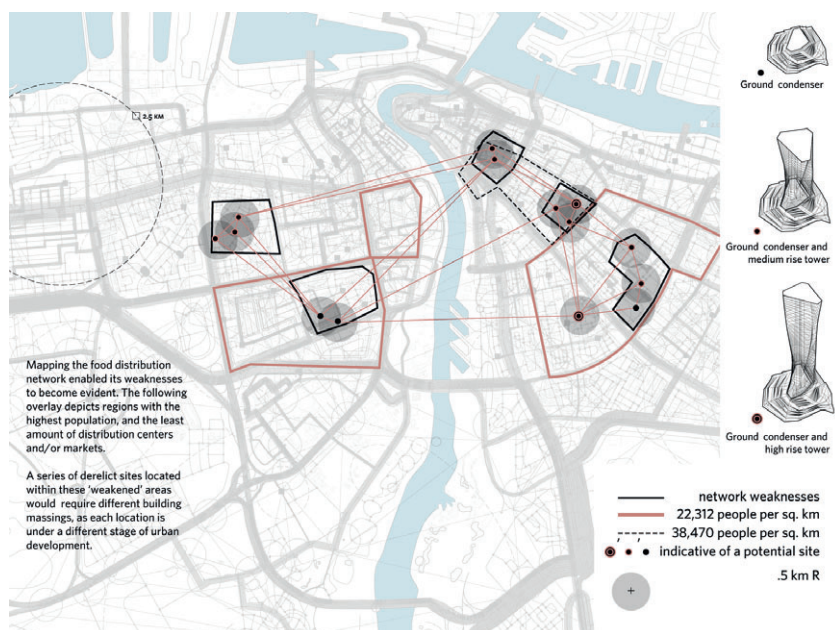 2.5 KM
Ground condenser
Ground condenser and
medium rise tower
Ground condenser and
high rise tower
Mapping the food distribution
network enabled its weaknesses
to become evident. The following
overlay depicts regions with the
highest population, and the least
amount of distribution centers
and/or markets.
A series of derelict sites located
within these ‘weakened’ areas
would require different building
massings, as each location is
under a different stage of urban
development.
network weaknesses
22,312 people per sq. km
38,470 people per sq. km
indicative of a potential site
.5 km R